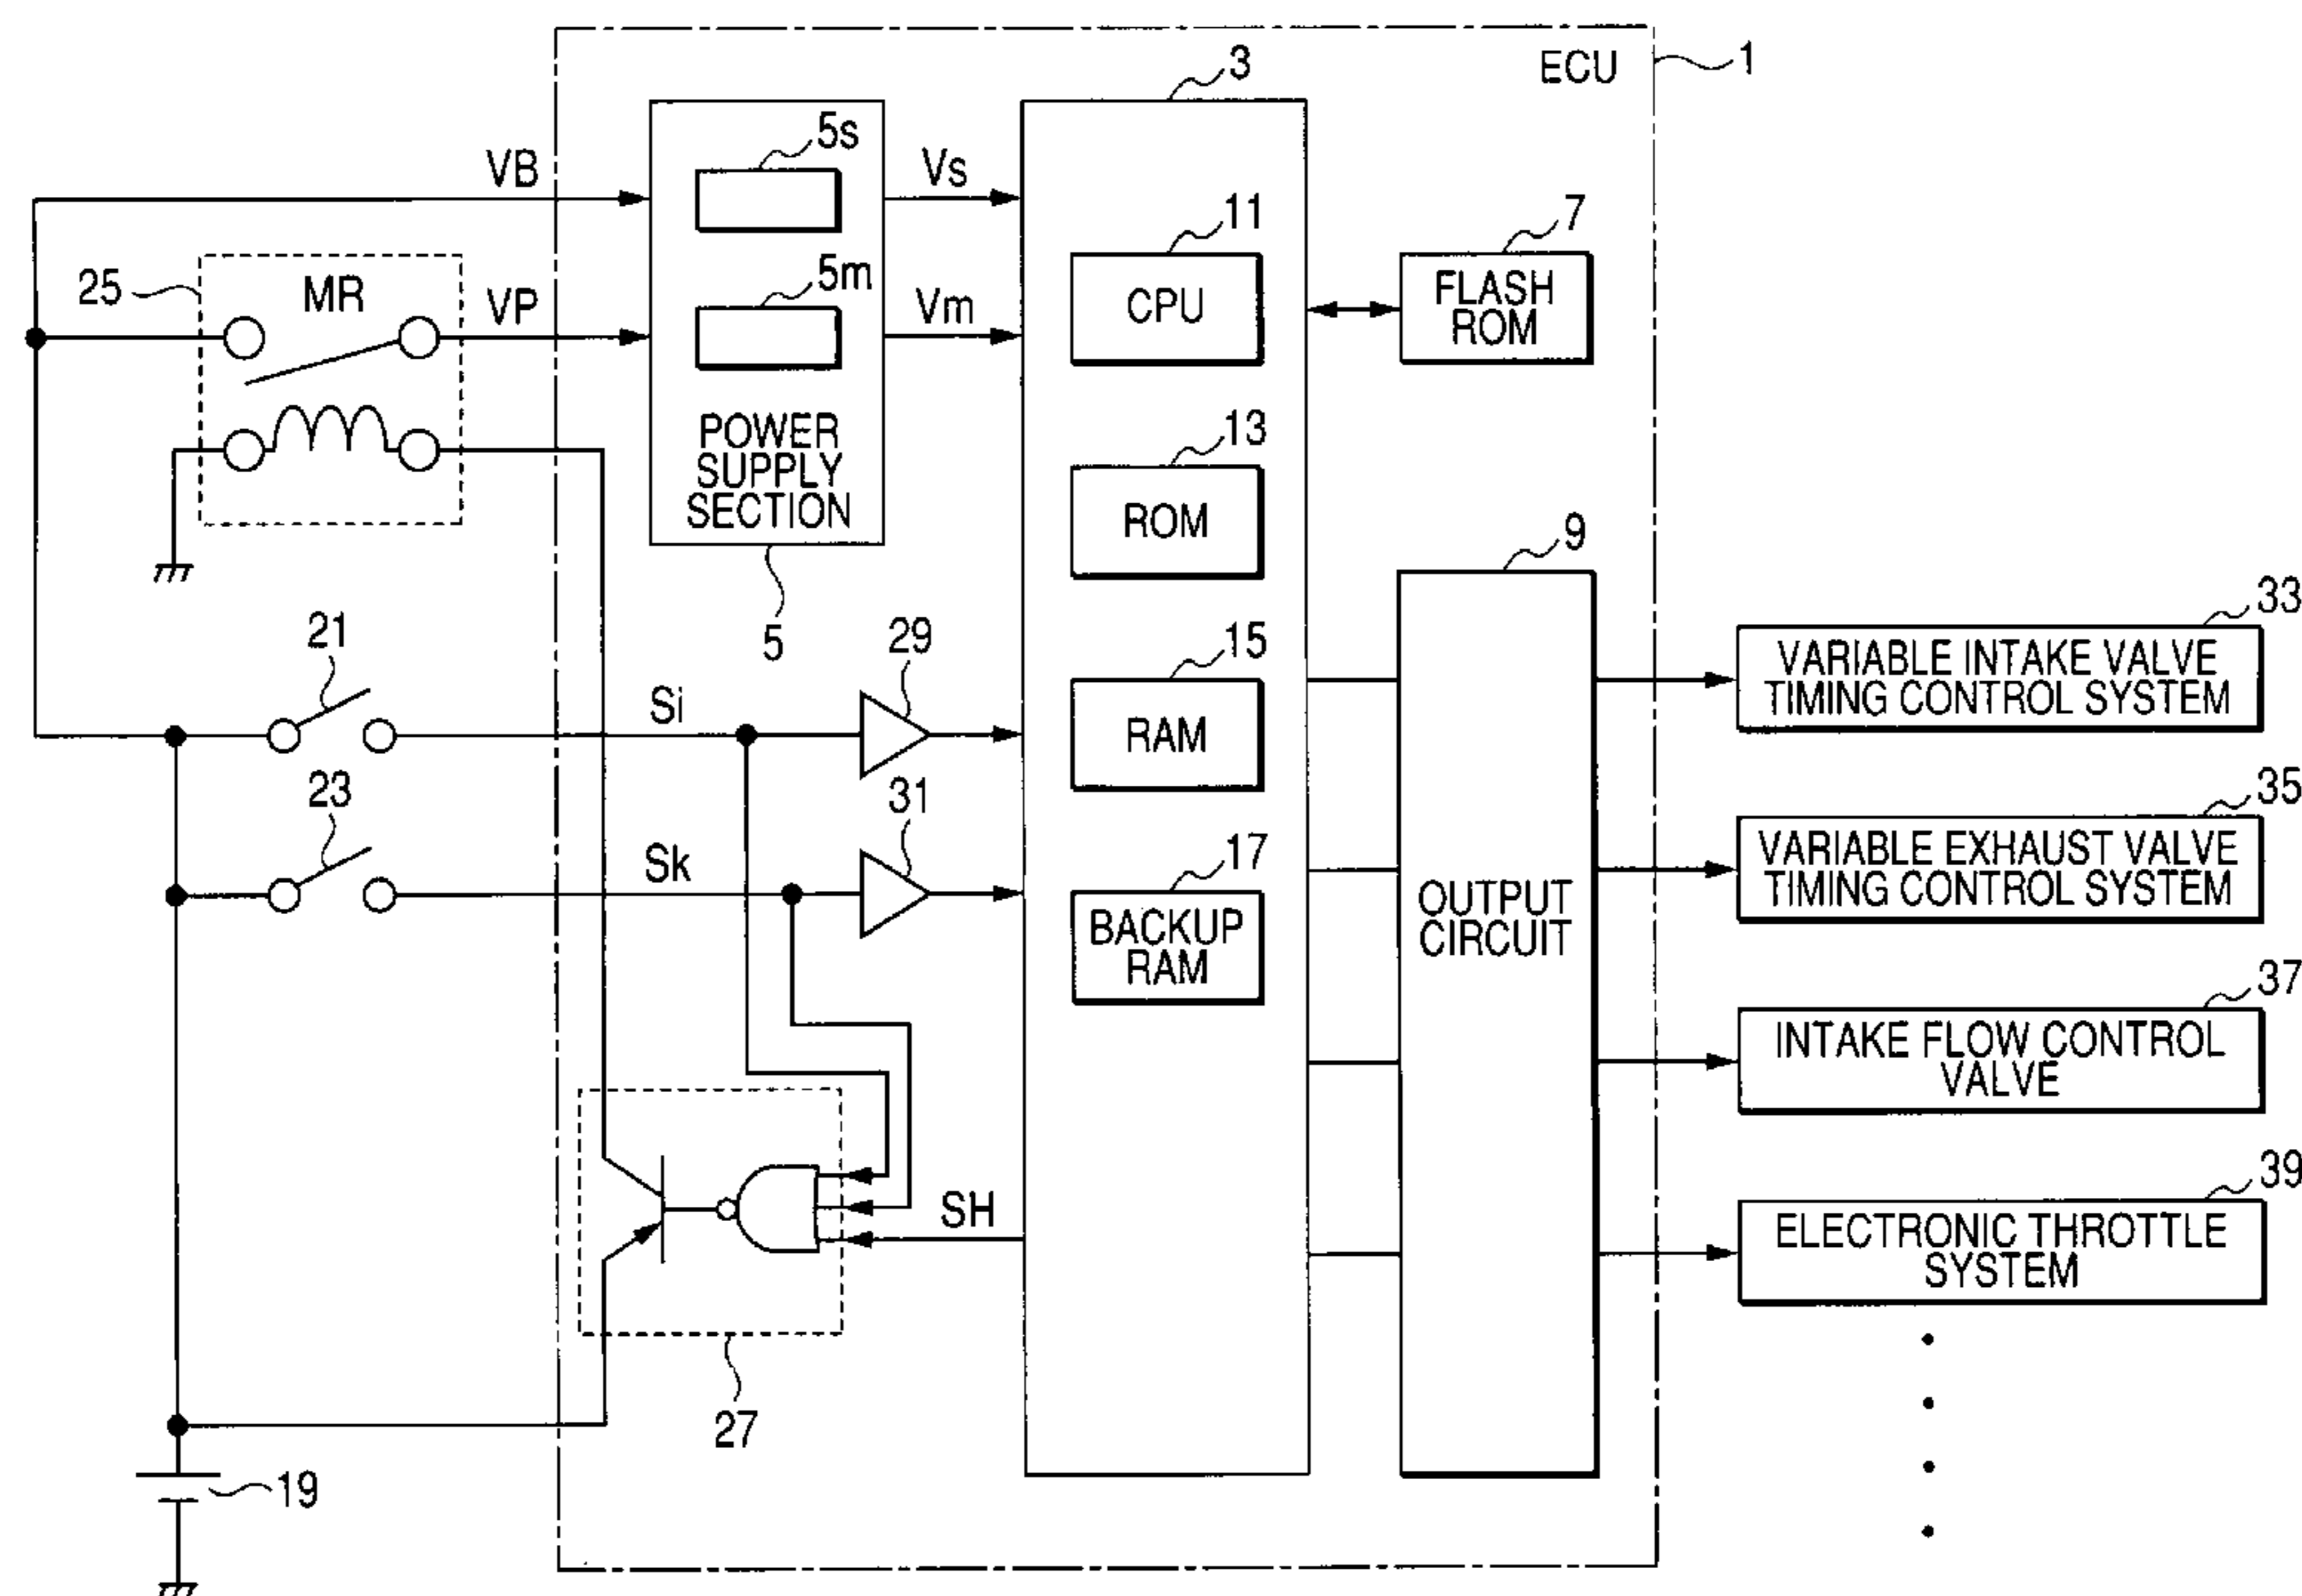 ECU
1
3
5s
VB
Vs
11
7
25
MR
VP
5m
Vm
CPU
FLASH
ROM
POWER
SUPPLY
SECTION
13
ROM
9
5
21
29
15
33
Si
RAM
VARIABLE INTAKE VALVE
TIMING CONTROL SYSTEM
23
31
35
Sk
17
VARIABLE EXHAUST VALVE
TIMING CONTROL SYSTEM
BACKUP
RAM
OUTPUT
CIRCUIT
37
INTAKE FLOW CONTROL
VALVE
39
SH
ELECTRONIC THROTTLE
SYSTEM
27
19